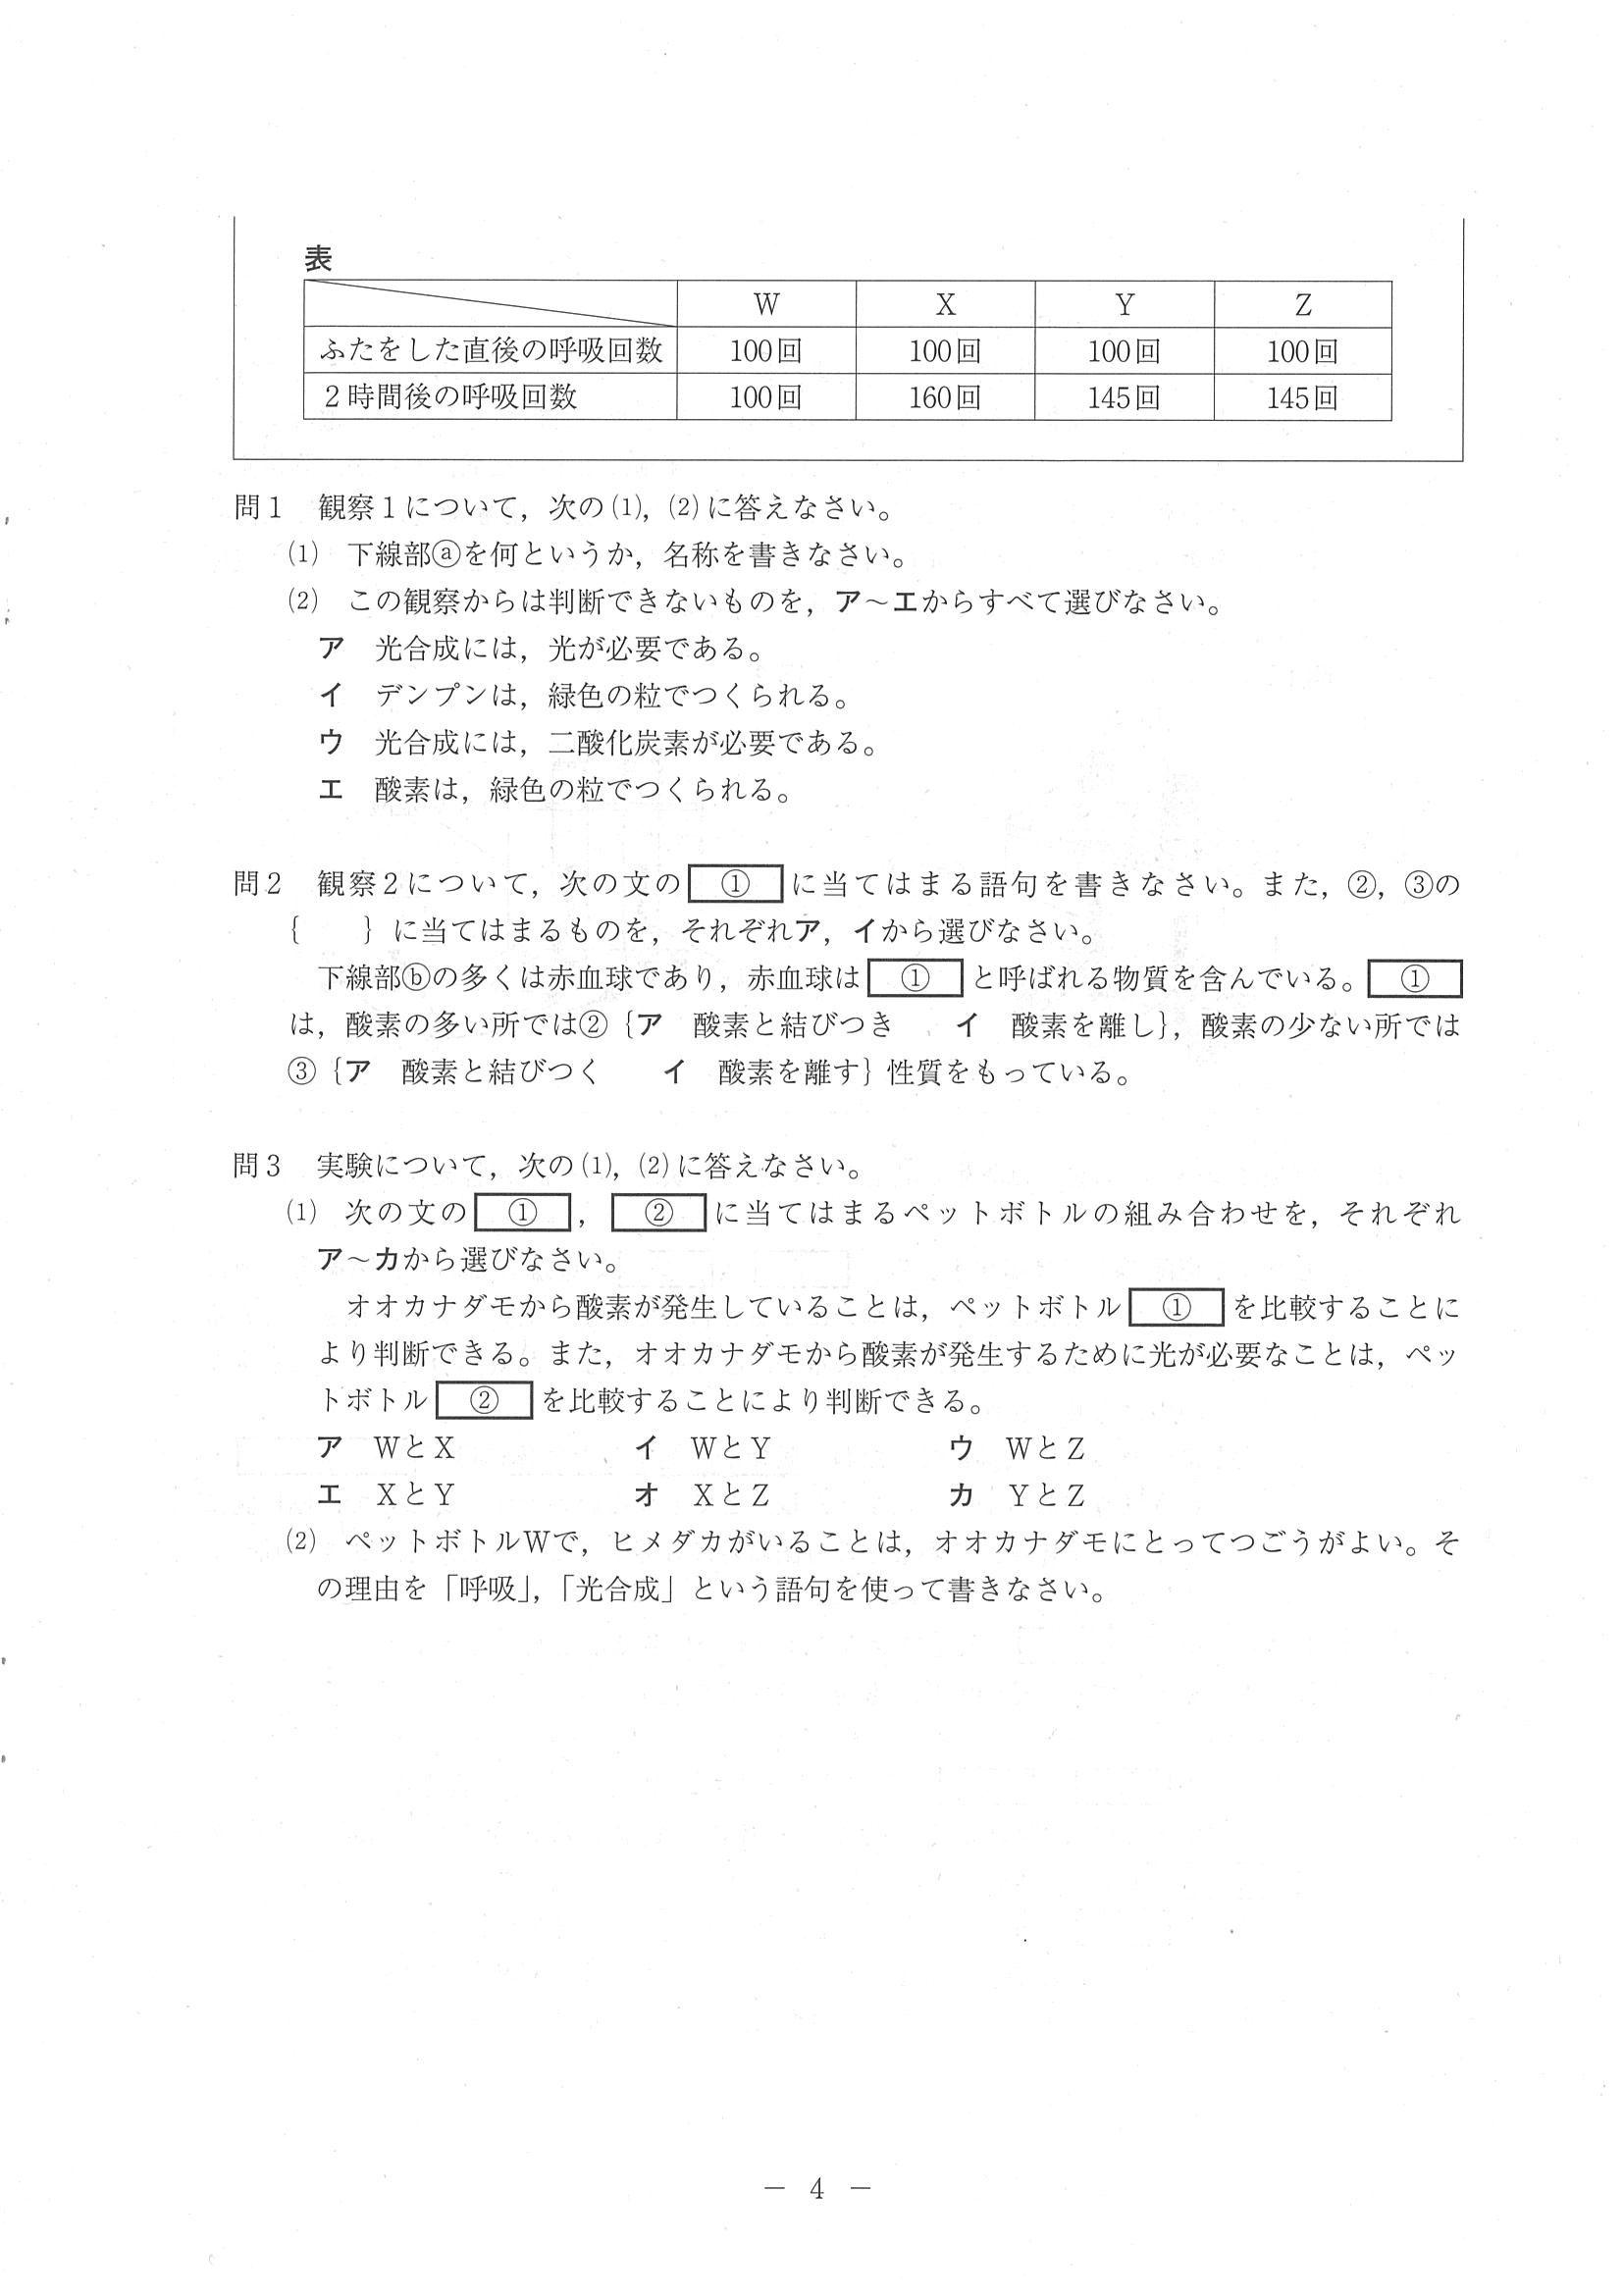 表
W X Y Z
ふたをした直後の呼吸回数 100回 100回 100回 100回
2時間後の呼吸回数 100回 160回 145回 145回
問1 観察1について，次の(1)，(2)に答えなさい。
(1) 下線部ⓐを何というか，名称を書きなさい。
(2) この観察からは判断できないものを，ア～エからすべて選びなさい。
ア 光合成には，光が必要である。
イ デンプンは，緑色の粒でつくられる。
ウ 光合成には，二酸化炭素が必要である。
エ 酸素は，緑色の粒でつくられる。
問2 観察2について，次の文の ① に当てはまる語句を書きなさい。また，②，③の
{ } に当てはまるものを，それぞれア，イから選びなさい。
下線部ⓑの多くは赤血球であり，赤血球は ① と呼ばれる物質を含んでいる。 ①
は，酸素の多い所では② {ア 酸素と結びつき イ 酸素を離し}，酸素の少ない所では
③ {ア 酸素と結びつく イ 酸素を離す} 性質をもっている。
問3 実験について，次の(1)，(2)に答えなさい。
(1) 次の文の ① ， ② に当てはまるペットボトルの組み合わせを，それぞれ
ア～カから選びなさい。
オオカナダモから酸素が発生していることは，ペットボトル ① を比較することに
より判断できる。また，オオカナダモから酸素が発生するために光が必要なことは，ペッ
トボトル ② を比較することにより判断できる。
ア WとX イ WとY ウ WとZ
エ XとY オ XとZ カ YとZ
(2) ペットボトルWで，ヒメダカがいることは，オオカナダモにとってつごうがよい。そ
の理由を「呼吸」，「光合成」という語句を使って書きなさい。
－ 4 －